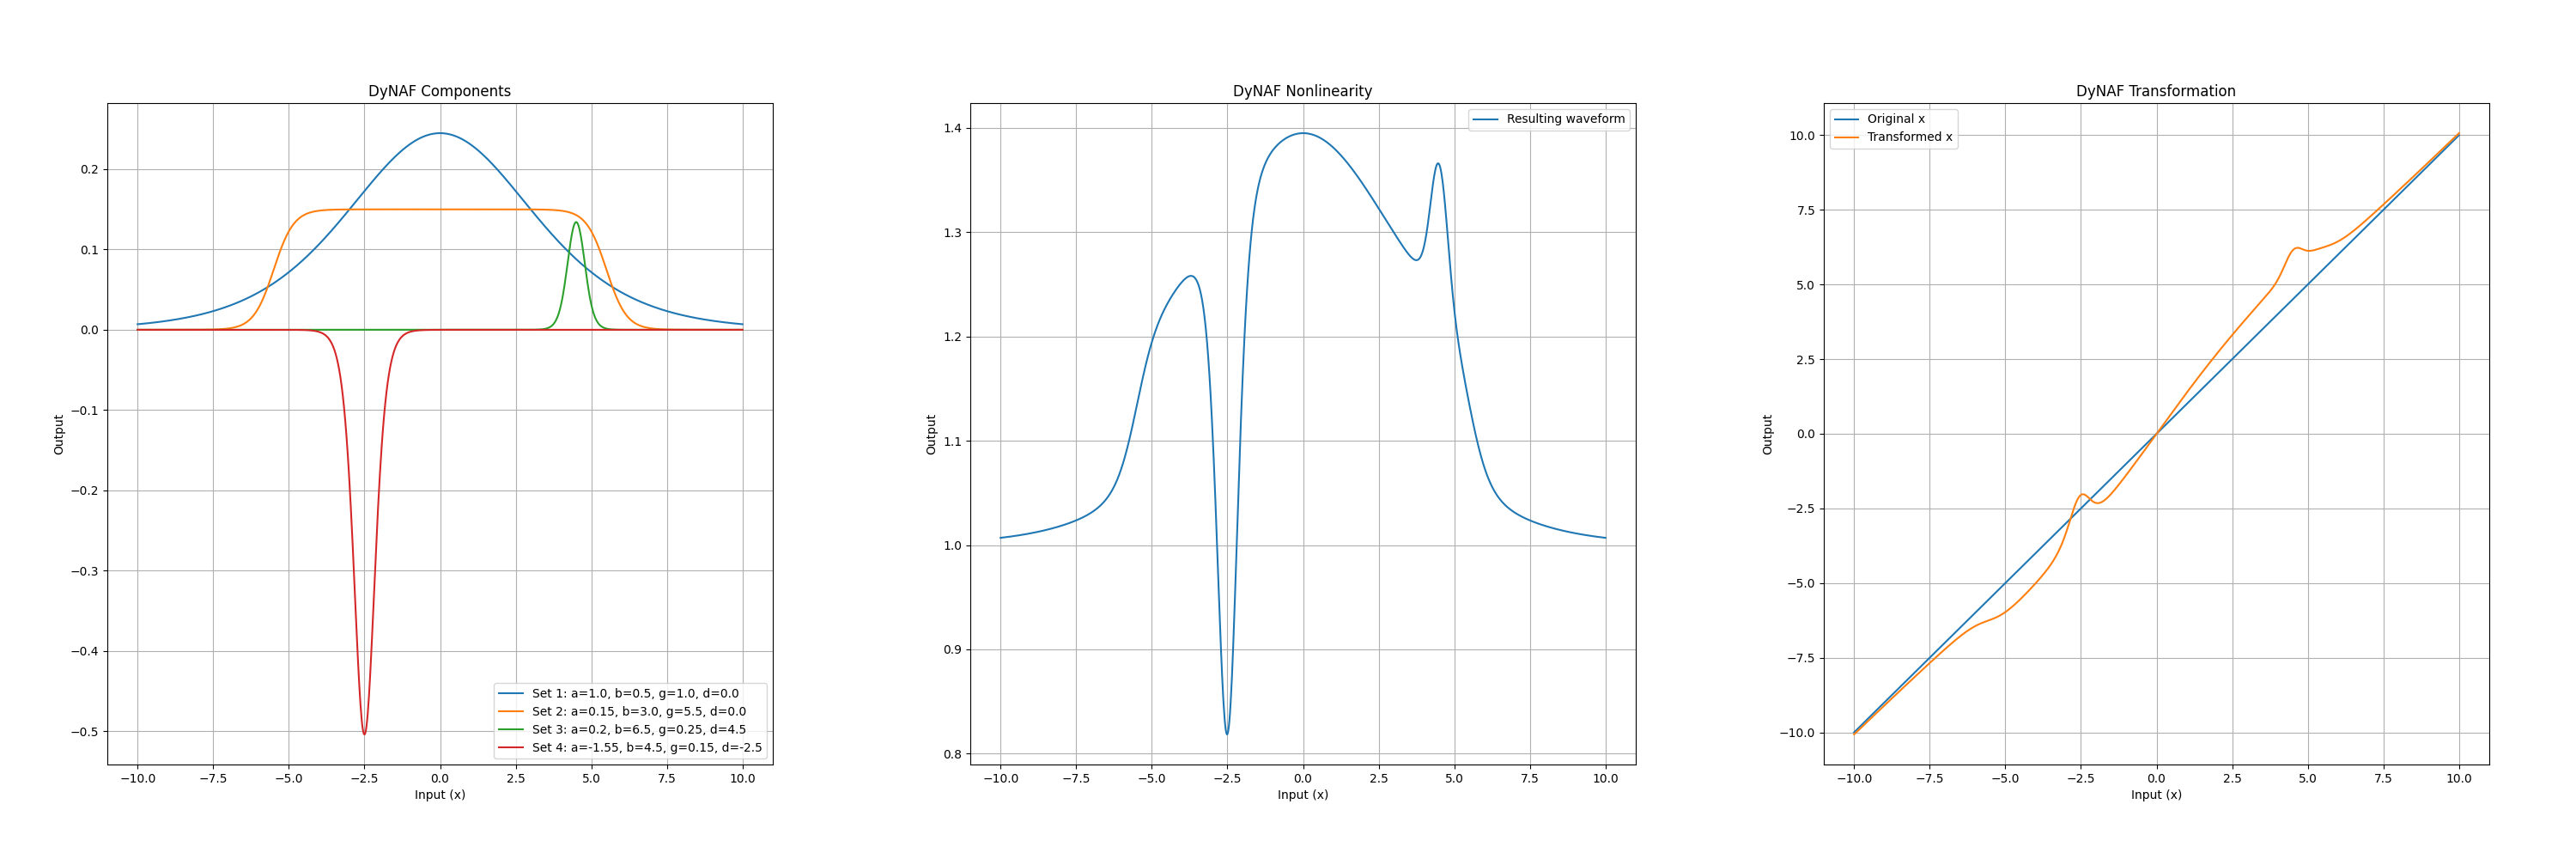 DyNAF Components
Output
0.2
0.1
0.0
−0.1
−0.2
−0.3
−0.4
−0.5
Set 1: a=1.0, b=0.5, g=1.0, d=0.0
Set 2: a=0.15, b=3.0, g=5.5, d=0.0
Set 3: a=0.2, b=6.5, g=0.25, d=4.5
Set 4: a=-1.55, b=4.5, g=0.15, d=-2.5
−10.0 −7.5 −5.0 −2.5 0.0 2.5 5.0 7.5 10.0
Input (x)
DyNAF Nonlinearity
Resulting waveform
Output
1.4
1.3
1.2
1.1
1.0
0.9
0.8
−10.0 −7.5 −5.0 −2.5 0.0 2.5 5.0 7.5 10.0
Input (x)
DyNAF Transformation
Original x
Transformed x
Output
10.0
7.5
5.0
2.5
0.0
−2.5
−5.0
−7.5
−10.0
−10.0 −7.5 −5.0 −2.5 0.0 2.5 5.0 7.5 10.0
Input (x)